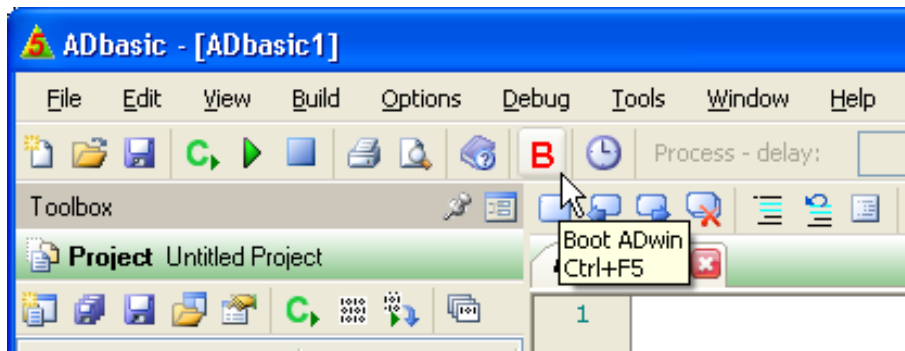 5 ADbasic - [ADbasic1]
File Edit View Build Options Debug Tools Window Help
C B Process - delay:
Toolbox
Boot ADwin
Ctrl+F5
Project Untitled Project
C
1